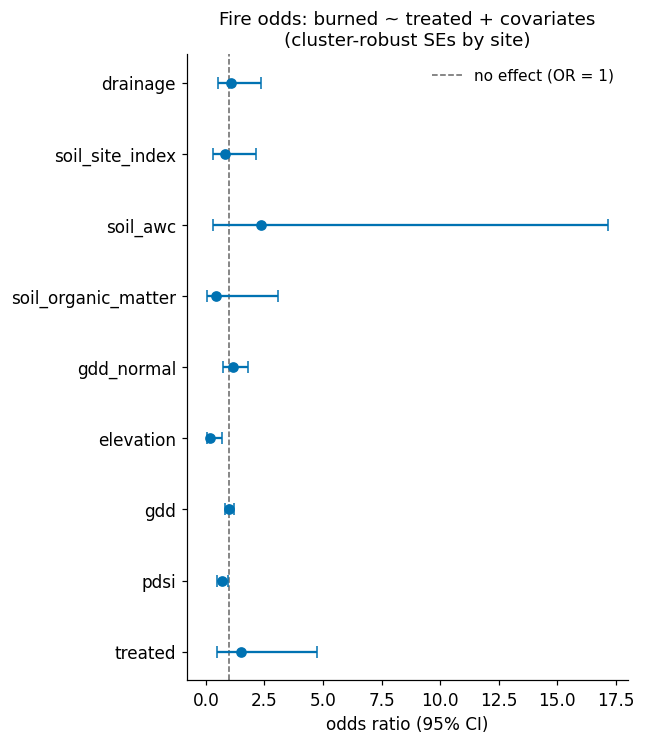 Fire odds: burned ~ treated + covariates
(cluster-robust SEs by site)
no effect (OR = 1)
drainage
soil_site_index
soil_awc
soil_organic_matter
gdd_normal
elevation
gdd
pdsi
treated
0.0 2.5 5.0 7.5 10.0 12.5 15.0 17.5
odds ratio (95% CI)